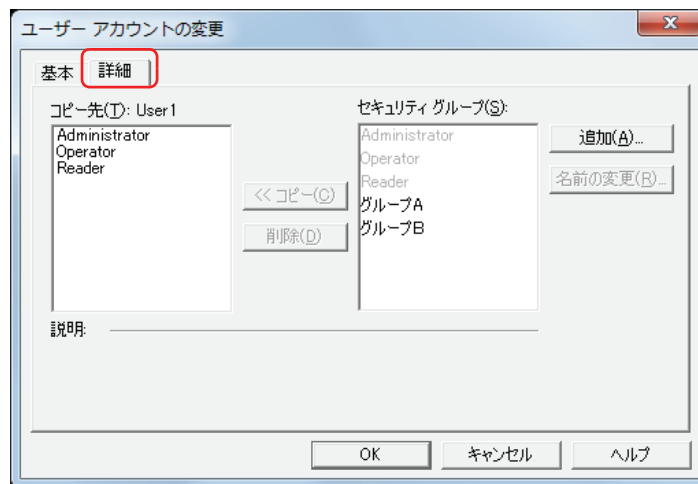 ユーザー アカウントの変更
基本 詳細
コピー先(T): User1
Administrator
Operator
Reader
<< コピー(C)
削除(D)
セキュリティ グループ(S):
Administrator
Operator
Reader
グループA
グループB
追加(A)...
名前の変更(R)...
説明:
OK キャンセル ヘルプ